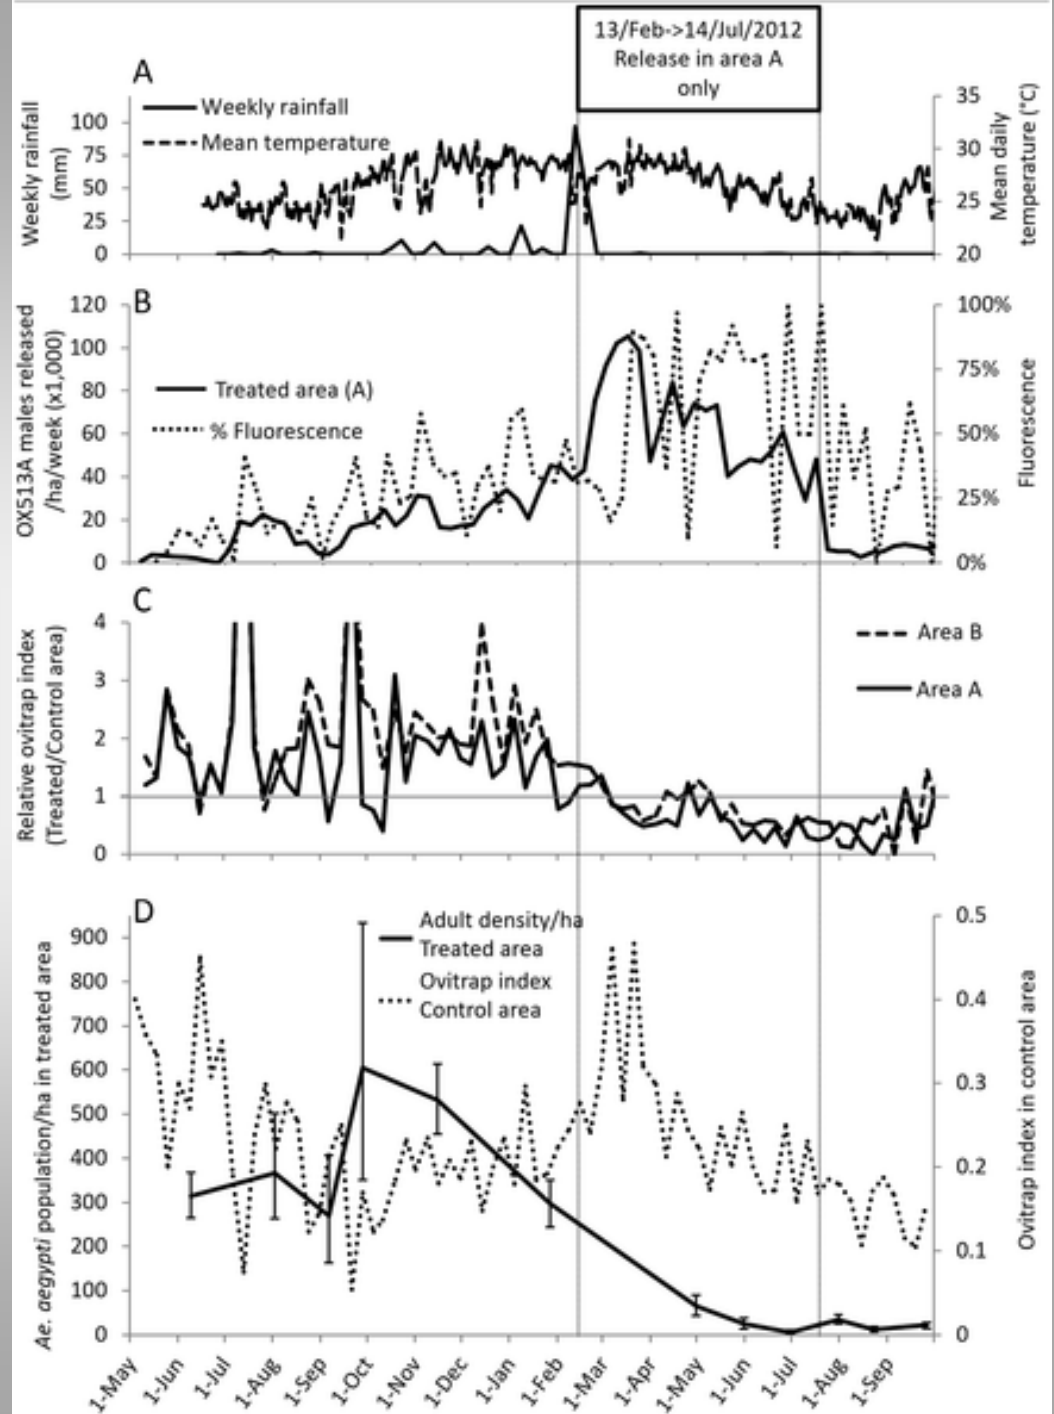 13/Feb->14/Jul/2012
Release in area A
only
A
Weekly rainfall
Mean temperature
Weekly rainfall
(mm)
100
75
50
25
0
35
30
25
20
Mean daily
temperature (°C)
B
Treated area (A)
% Fluorescence
OX513A males released
/ha/week (x1,000)
120
100
80
60
40
20
0
100%
75%
50%
25%
0%
Fluorescence
C
Area B
Area A
Relative ovitrap index
(Treated/Control area)
4
3
2
1
0
D
Adult density/ha
Treated area
Ovitrap index
Control area
Ae. aegypti population/ha in treated area
900
800
700
600
500
400
300
200
100
0
0.5
0.4
0.3
0.2
0.1
0
Ovitrap index in control area
1-May
1-Jun
1-Jul
1-Aug
1-Sep
1-Oct
1-Nov
1-Dec
1-Jan
1-Feb
1-Mar
1-Apr
1-May
1-Jun
1-Jul
1-Aug
1-Sep